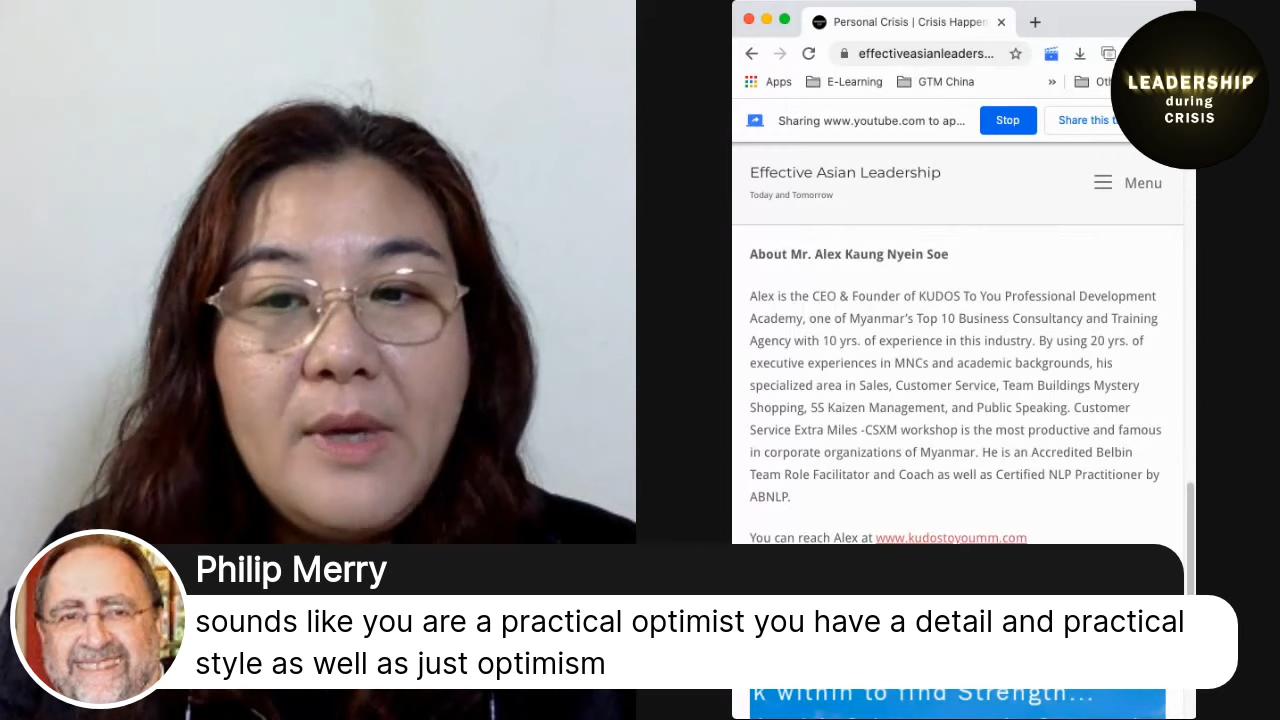 Personal Crisis | Crisis Happen
effectiveasianleaders...
Apps
E-Learning
GTM China
Sharing www.youtube.com to ap...
Stop
Share this
LEADERSHIP
during
CRISIS
Effective Asian Leadership
Today and Tomorrow
Menu
About Mr. Alex Kaung Nyein Soe
Alex is the CEO & Founder of KUDOS To You Professional Development
Academy, one of Myanmar's Top 10 Business Consultancy and Training
Agency with 10 yrs. of experience in this industry. By using 20 yrs. of
executive experiences in MNCs and academic backgrounds, his
specialized area in Sales, Customer Service, Team Buildings Mystery
Shopping, 5S Kaizen Management, and Public Speaking. Customer
Service Extra Miles -CSXM workshop is the most productive and famous
in corporate organizations of Myanmar. He is an Accredited Belbin
Team Role Facilitator and Coach as well as Certified NLP Practitioner by
ABNLP.
You can reach Alex at www.kudostoyoumm.com
Philip Merry
sounds like you are a practical optimist you have a detail and practical
style as well as just optimism
within to find Strength...